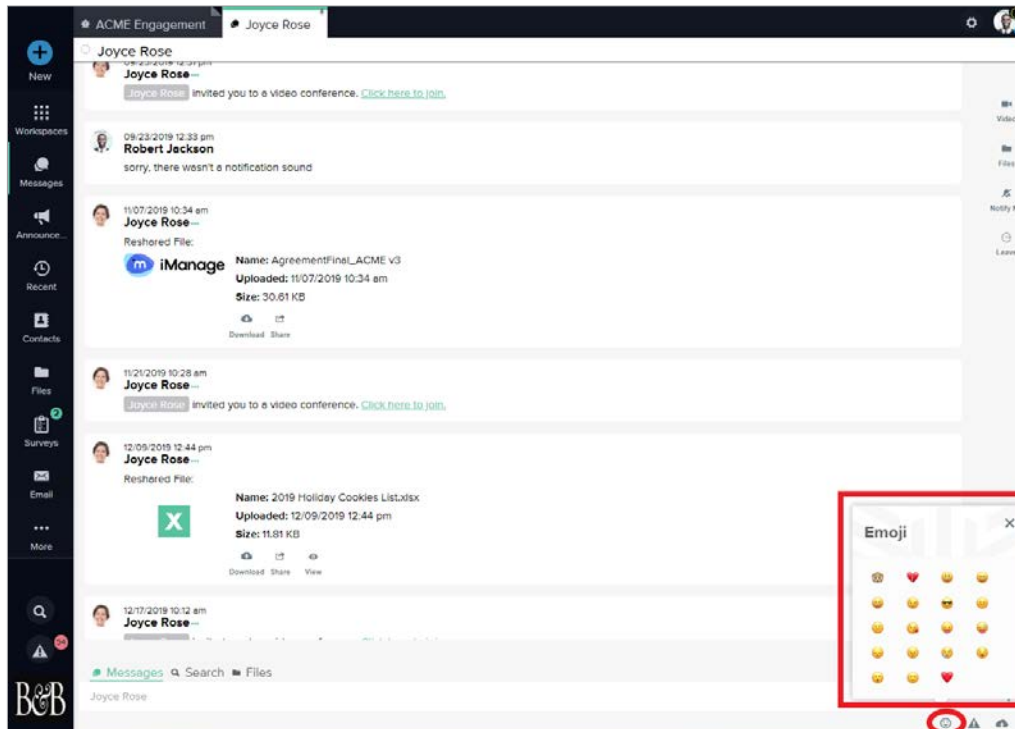 ACME Engagement
Joyce Rose
Joyce Rose
New
Workspaces
Messages
Announce...
Recent
Contacts
Files
Surveys
2
Email
More
B&B
Joyce Rose
Joyce Rose invited you to a video conference. Click here to join.
09/23/2019 12:33 pm
Robert Jackson
sorry, there wasn't a notification sound
11/07/2019 10:34 am
Joyce Rose
Reshared File:
iManage
Name: AgreementFinal_ACME v3
Uploaded: 11/07/2019 10:34 am
Size: 30.61 KB
Download Share
11/21/2019 10:28 am
Joyce Rose
Joyce Rose invited you to a video conference. Click here to join.
12/09/2019 12:44 pm
Joyce Rose
Reshared File:
X
Name: 2019 Holiday Cookies List.xlsx
Uploaded: 12/09/2019 12:44 pm
Size: 11.81 KB
Download Share View
12/17/2019 10:12 am
Joyce Rose
Messages Search Files
Joyce Rose
Video
Files
Notify
Leave
Emoji